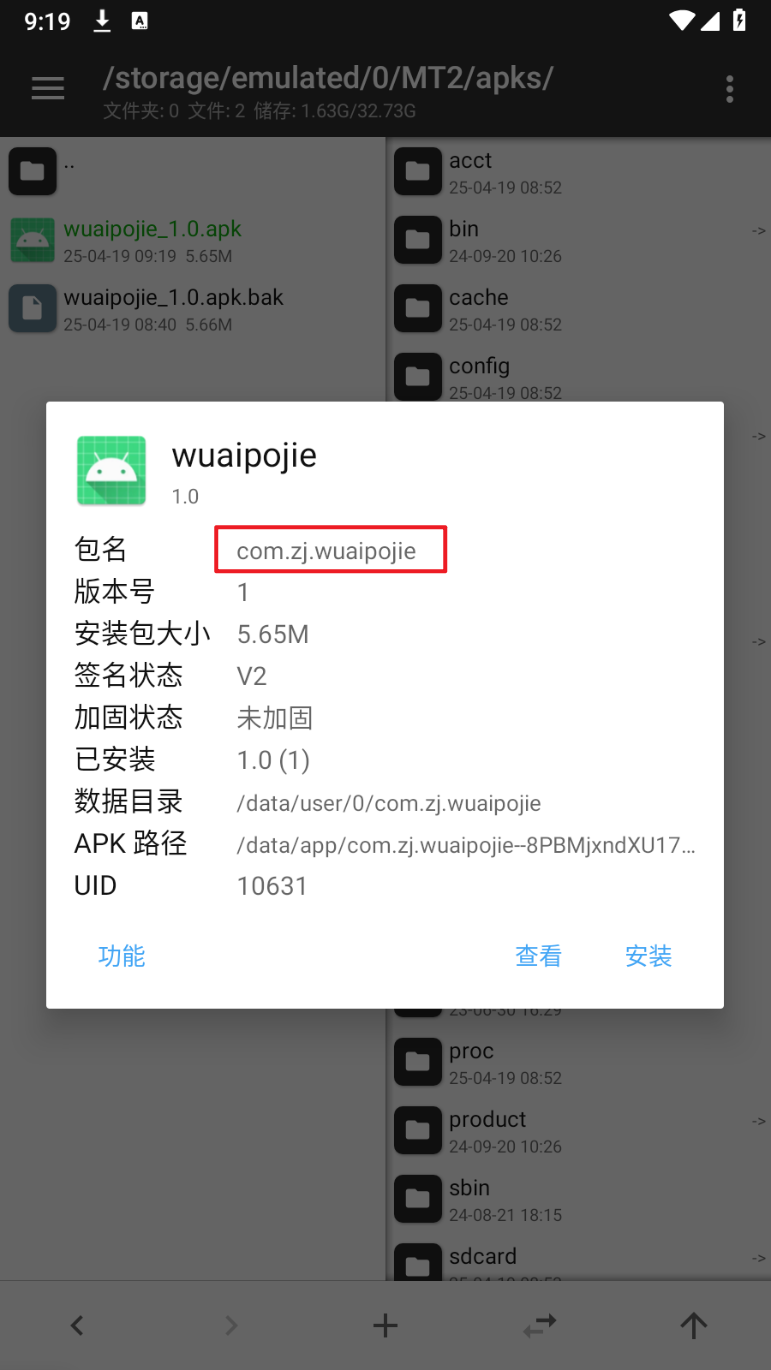 9:19
A
/storage/emulated/0/MT2/apks/
文件夹: 0 文件: 2 储存: 1.63G/32.73G
..
wuaipojie_1.0.apk
25-04-19 09:19 5.65M
wuaipojie_1.0.apk.bak
25-04-19 08:40 5.66M
acct
25-04-19 08:52
bin
->
24-09-20 10:26
cache
25-04-19 08:52
config
25-04-19 08:52
->
wuaipojie
1.0
包名 com.zj.wuaipojie
版本号 1
安装包大小 5.65M
签名状态 V2
加固状态 未加固
已安装 1.0 (1)
数据目录 /data/user/0/com.zj.wuaipojie
APK 路径 /data/app/com.zj.wuaipojie--8PBMjxndXU17...
UID 10631
功能 查看 安装
->
proc
25-04-19 08:52
product
->
24-09-20 10:26
sbin
24-08-21 18:15
sdcard
->